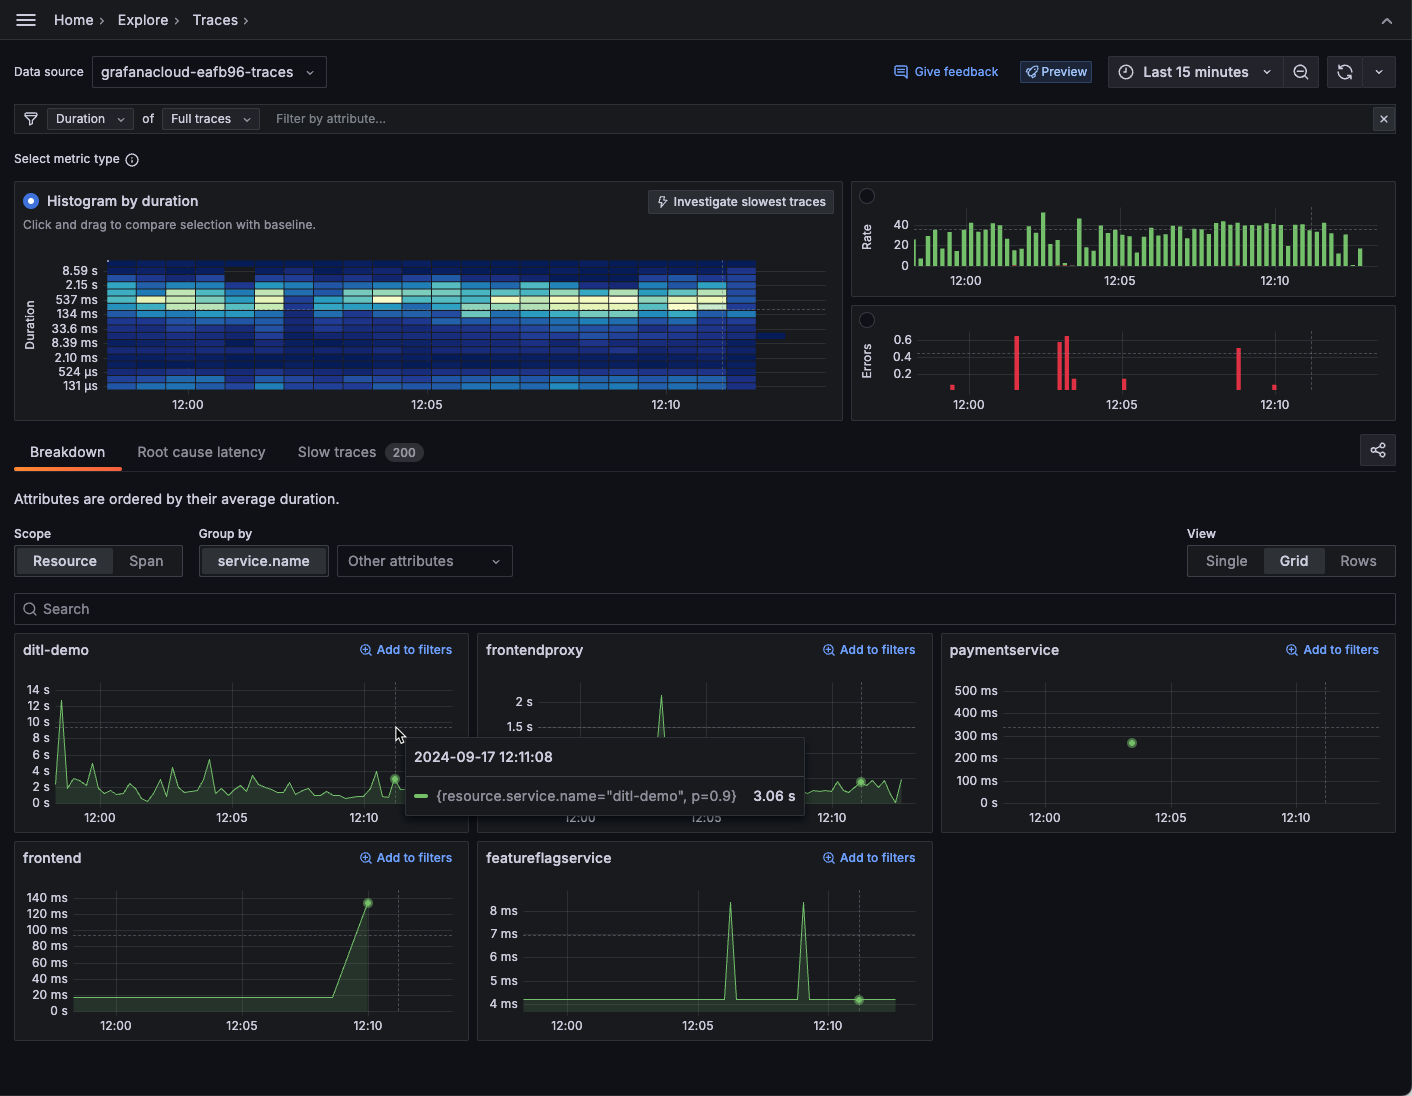 Home › Explore › Traces ›
Data source grafanacloud-eafb96-traces Give feedback Preview Last 15 minutes
Duration of Full traces Filter by attribute...
Select metric type
Histogram by duration Investigate slowest traces
Click and drag to compare selection with baseline.
Duration
8.59 s
2.15 s
537 ms
134 ms
33.6 ms
8.39 ms
2.10 ms
524 µs
131 µs
12:00 12:05 12:10
Rate
40
20
0
12:00 12:05 12:10
Errors
0.6
0.4
0.2
12:00 12:05 12:10
Breakdown Root cause latency Slow traces 200
Attributes are ordered by their average duration.
Scope Group by View
Resource Span service.name Other attributes Single Grid Rows
Search
ditl-demo Add to filters
14 s
12 s
10 s
8 s
6 s
4 s
2 s
0 s
12:00 12:05 12:10
frontendproxy Add to filters
2 s
1.5 s
12:00 12:05 12:10
2024-09-17 12:11:08
{resource.service.name="ditl-demo", p=0.9} 3.06 s
paymentservice Add to filters
500 ms
400 ms
300 ms
200 ms
100 ms
0 s
12:00 12:05 12:10
frontend Add to filters
140 ms
120 ms
100 ms
80 ms
60 ms
40 ms
20 ms
0 s
12:00 12:05 12:10
featureflagservice Add to filters
8 ms
7 ms
6 ms
5 ms
4 ms
12:00 12:05 12:10